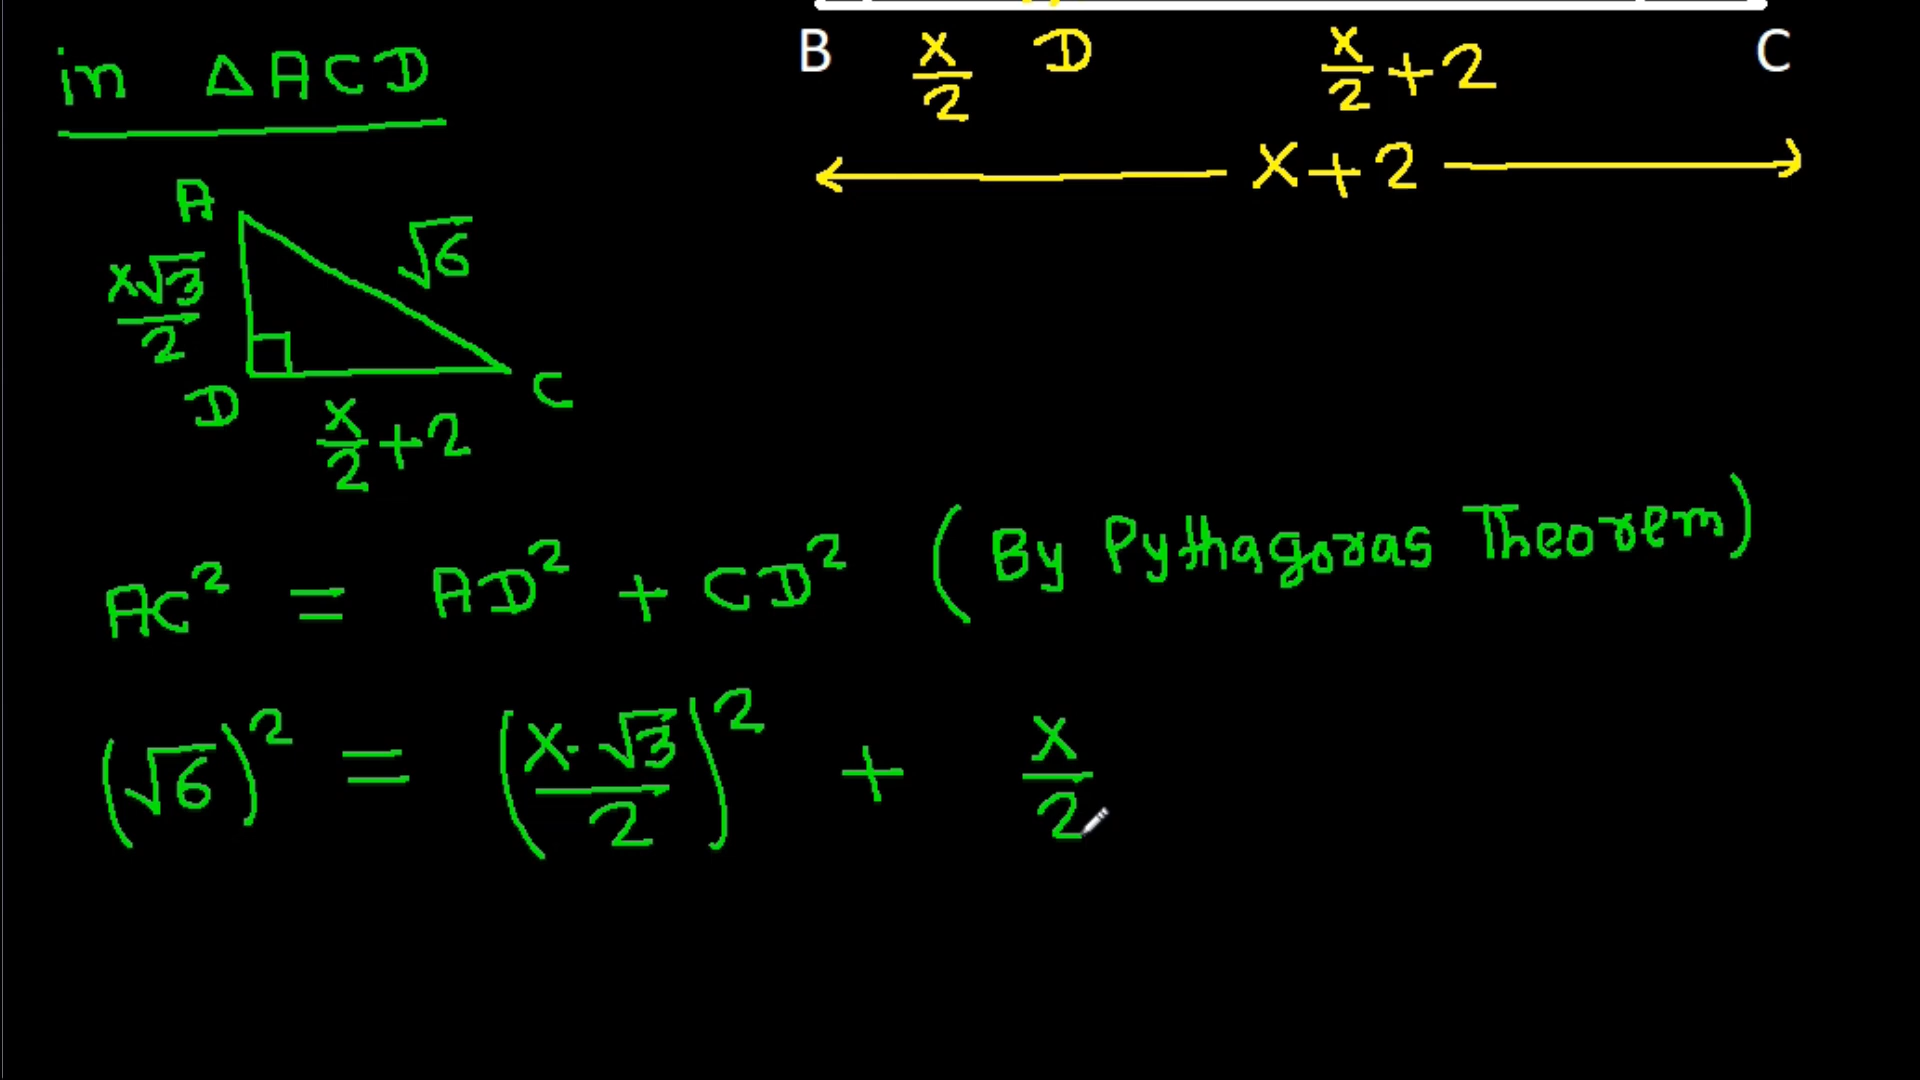 in △ACD
B x/2 D x/2+2 C
x+2
A
x√3/2
√6
D
C
x/2+2
AC² = AD² + CD² (By Pythagoras Theorem)
(√6)² = (x·√3/2)² + x/2